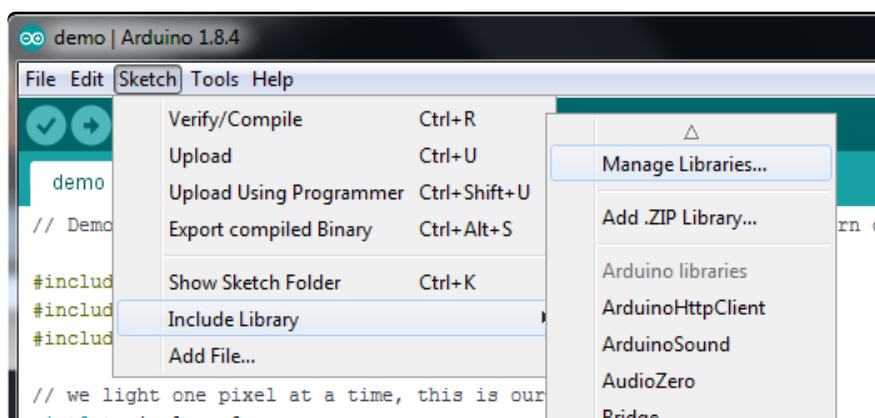 demo | Arduino 1.8.4
File Edit Sketch Tools Help
demo
Verify/Compile Ctrl+R
Upload Ctrl+U
Upload Using Programmer Ctrl+Shift+U
Export compiled Binary Ctrl+Alt+S
Show Sketch Folder Ctrl+K
Include Library
Add File...
Manage Libraries...
Add .ZIP Library...
Arduino libraries
ArduinoHttpClient
ArduinoSound
AudioZero
Bridge
// Demo
#includ
#includ
#includ
// we light one pixel at a time, this is our